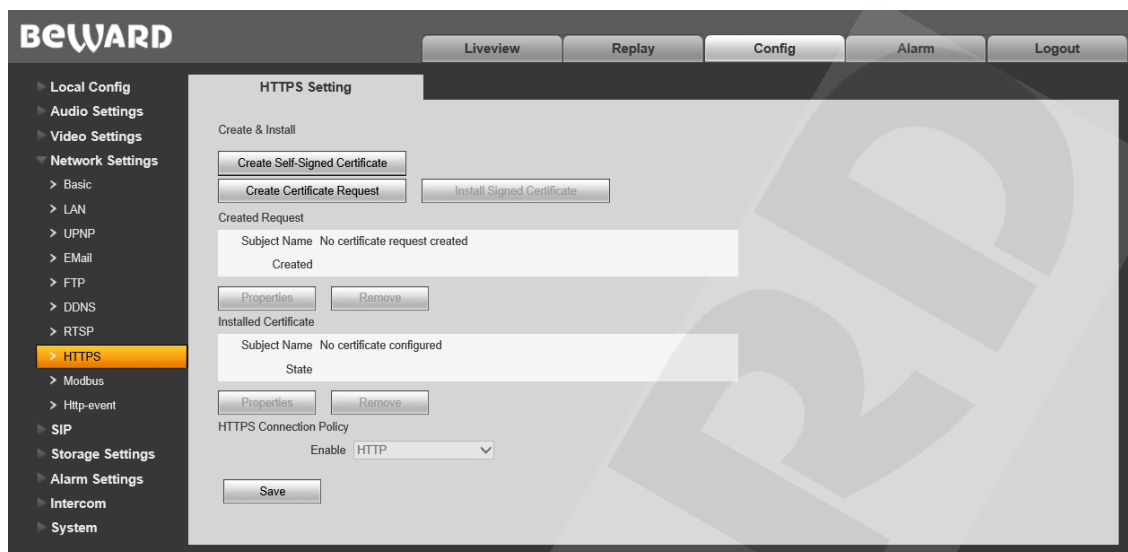 BEWARD
Liveview Replay Config Alarm Logout
Local Config
Audio Settings
Video Settings
Network Settings
> Basic
> LAN
> UPNP
> EMail
> FTP
> DDNS
> RTSP
> HTTPS
> Modbus
> Http-event
SIP
Storage Settings
Alarm Settings
Intercom
System
HTTPS Setting
Create & Install
Create Self-Signed Certificate
Create Certificate Request Install Signed Certificate
Created Request
Subject Name No certificate request created
Created
Properties Remove
Installed Certificate
Subject Name No certificate configured
State
Properties Remove
HTTPS Connection Policy
Enable HTTP
Save
RD